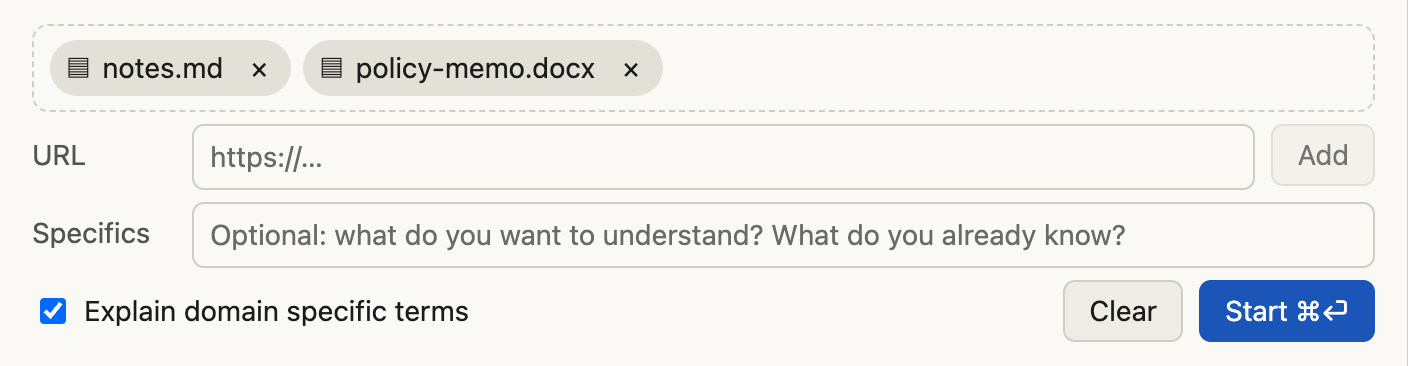 notes.md × policy-memo.docx ×
URL https://... Add
Specifics Optional: what do you want to understand? What do you already know?
Explain domain specific terms Clear Start ⌘⏎